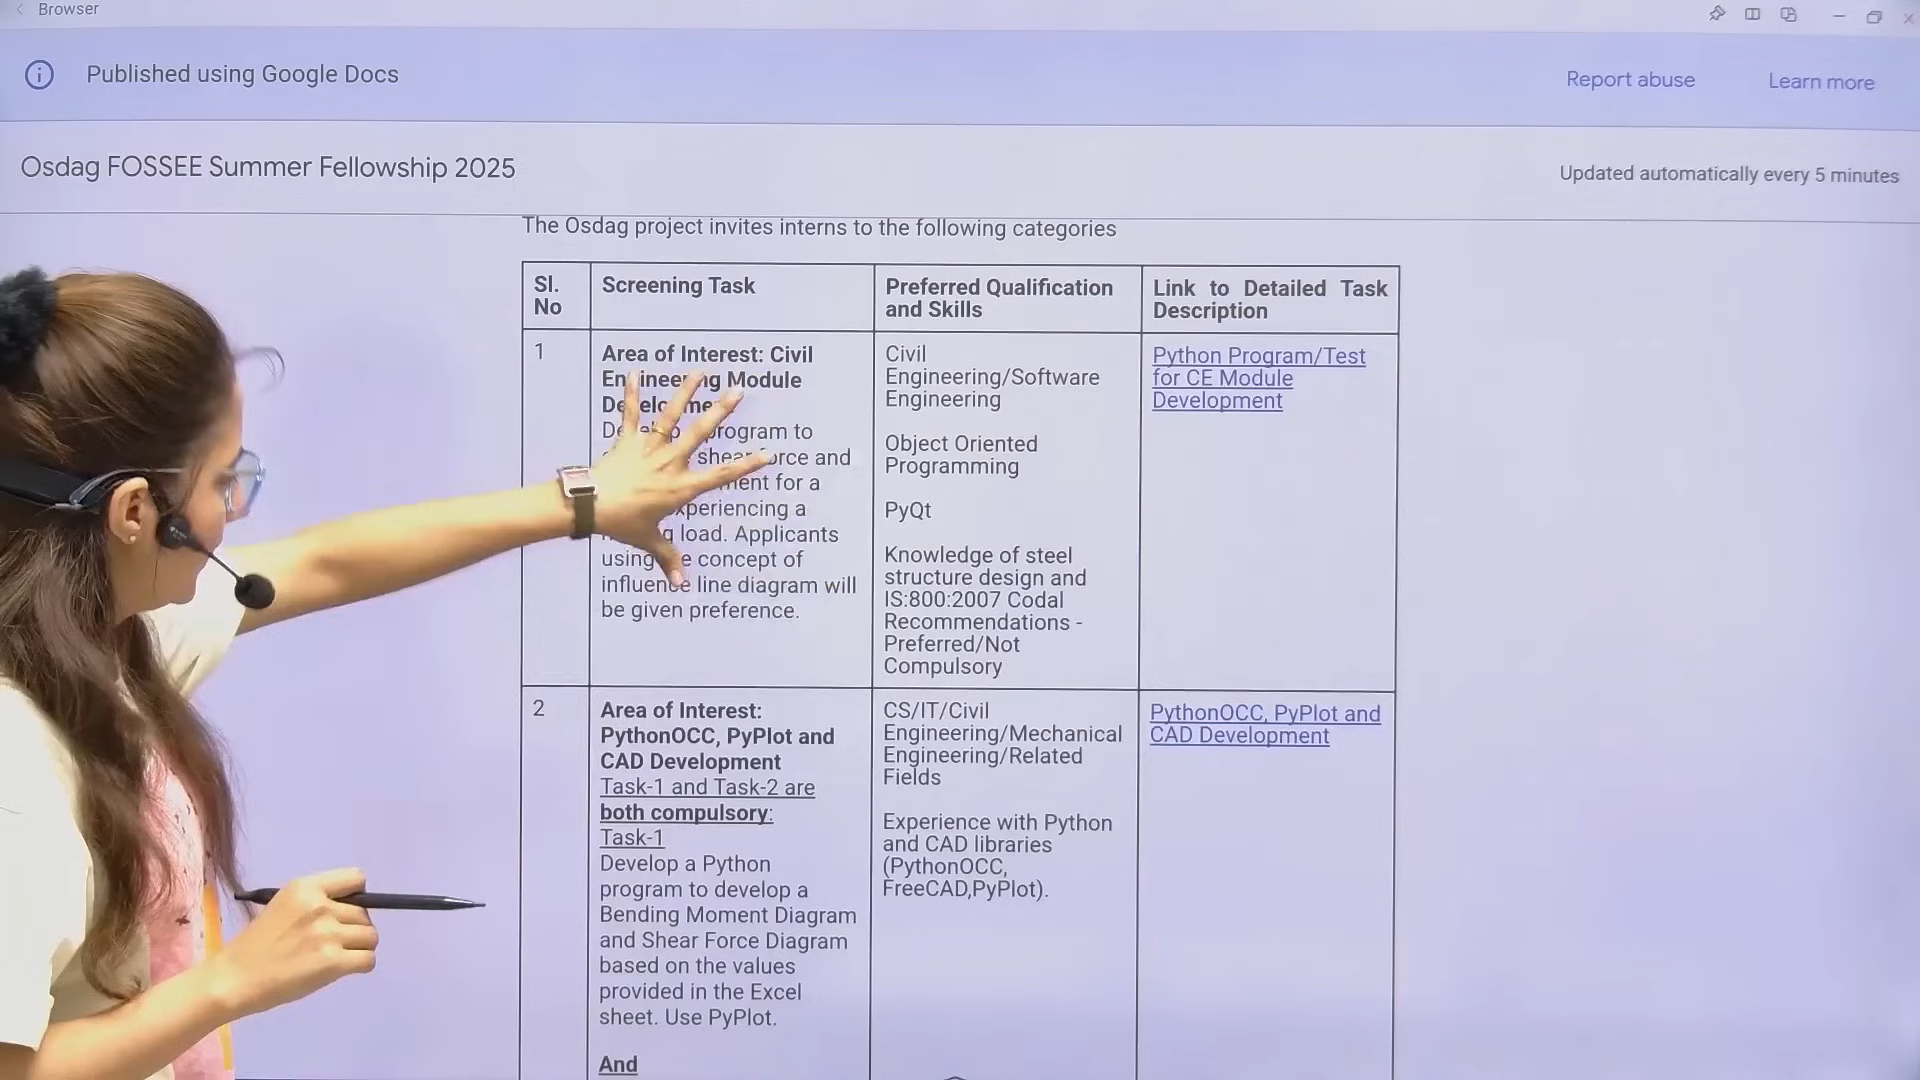 Browser
Published using Google Docs
Report abuse
Learn more
Osdag FOSSEE Summer Fellowship 2025
Updated automatically every 5 minutes
The Osdag project invites interns to the following categories
Sl.
No
Screening Task
Preferred Qualification
and Skills
Link to Detailed Task
Description
1
Area of Interest: Civil
Engineering Module
Development
program to
shear force and
for a
experiencing a
load. Applicants
using concept of
influence line diagram will
be given preference.
Civil
Engineering/Software
Engineering
Object Oriented
Programming
PyQt
Knowledge of steel
structure design and
IS:800:2007 Codal
Recommendations -
Preferred/Not
Compulsory
Python Program/Test
for CE Module
Development
2
Area of Interest:
PythonOCC, PyPlot and
CAD Development
Task-1 and Task-2 are
both compulsory:
Task-1
Develop a Python
program to develop a
Bending Moment Diagram
and Shear Force Diagram
based on the values
provided in the Excel
sheet. Use PyPlot.
And
CS/IT/Civil
Engineering/Mechanical
Engineering/Related
Fields
Experience with Python
and CAD libraries
(PythonOCC,
FreeCAD,PyPlot).
PythonOCC, PyPlot and
CAD Development